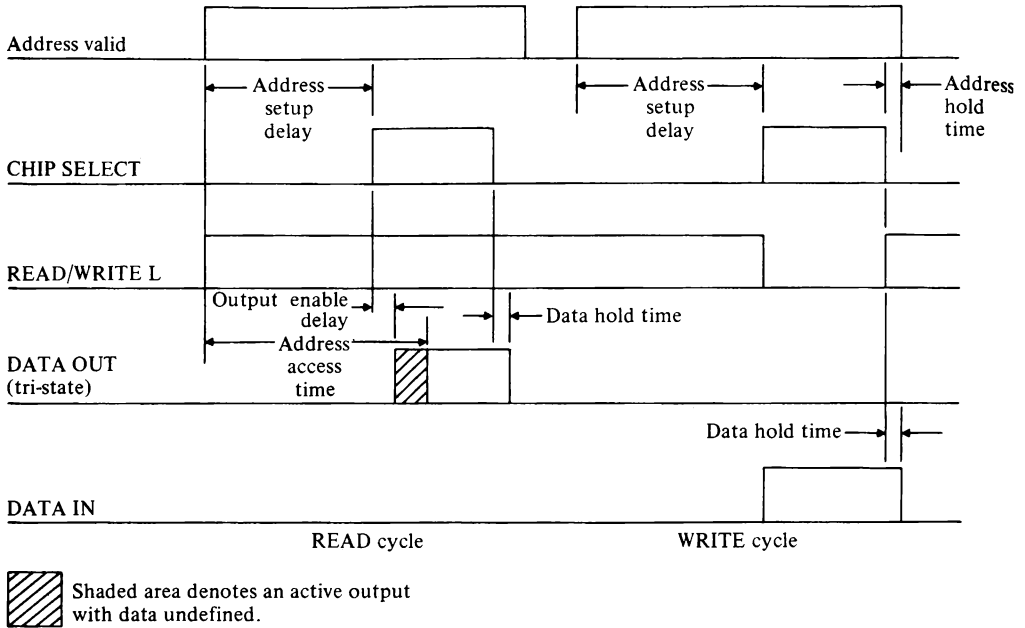 Address valid
Address
setup
delay
Address
setup
delay
Address
hold
time
CHIP SELECT
READ/WRITE L
Output enable
delay
Data hold time
Address
access
time
DATA OUT
(tri-state)
Data hold time
DATA IN
READ cycle
WRITE cycle
Shaded area denotes an active output
with data undefined.